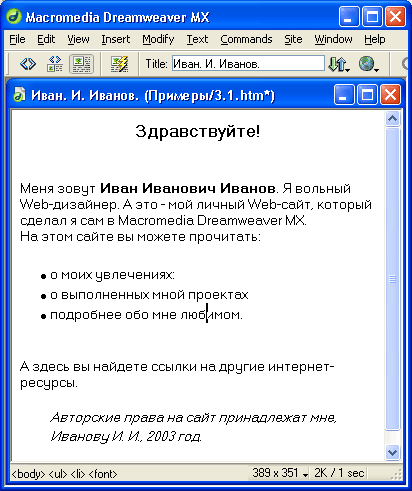 Macromedia Dreamweaver MX
File Edit View Insert Modify Text Commands Site Window Help
Title: Иван. И. Иванов.
Иван. И. Иванов. (Примеры/3.1.htm*)
Здравствуйте!
Меня зовут Иван Иванович Иванов. Я вольный
Web-дизайнер. А это - мой личный Web-сайт, который
сделал я сам в Macromedia Dreamweaver MX.
На этом сайте вы можете прочитать:
• о моих увлечениях:
• о выполненных мной проектах
• подробнее обо мне любимом.
А здесь вы найдете ссылки на другие интернет-
ресурсы.
Авторские права на сайт принадлежат мне,
Иванову И. И., 2003 год.
<body> <ul> <li> <font> 389 x 351 2K / 1 sec